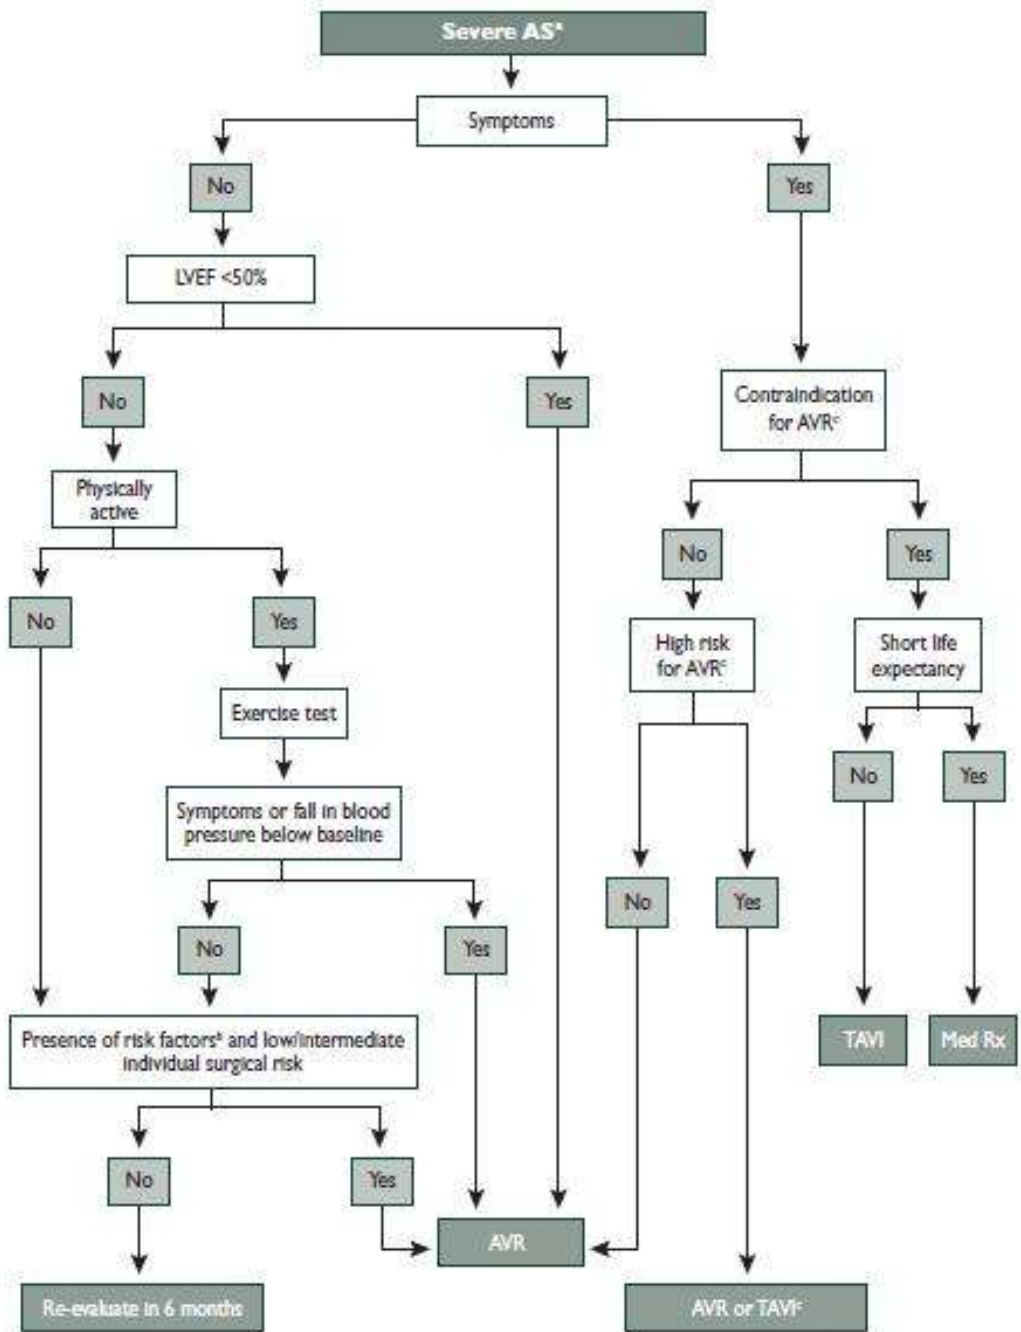 Severe ASᵃ
Symptoms
No
Yes
LVEF <50%
No
Yes
Contraindication
for AVRᶜ
Physically
active
No
Yes
No
Yes
High risk
for AVRᶜ
Short life
expectancy
Exercise test
No
Yes
Symptoms or fall in blood
pressure below baseline
No
Yes
No
Yes
Presence of risk factorsᵇ and low/intermediate
individual surgical risk
TAVI
Med Rx
No
Yes
AVR
Re-evaluate in 6 months
AVR or TAVIᶜ